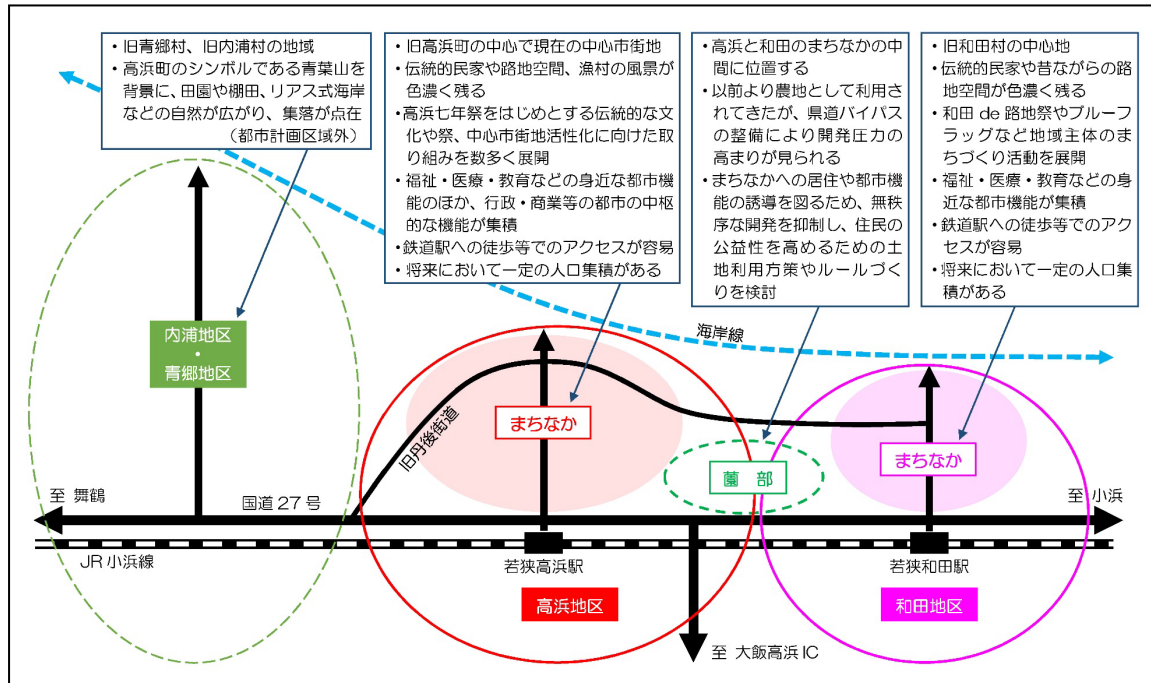 ・旧青郷村、旧内浦村の地域
・高浜町のシンボルである青葉山を
背景に、田園や棚田、リアス式海岸
などの自然が広がり、集落が点在
（都市計画区域外）
・旧高浜町の中心で現在の中心市街地
・伝統的民家や路地空間、漁村の風景が
色濃く残る
・高浜七年祭をはじめとする伝統的な文
化や祭、中心市街地活性化に向けた取
り組みを数多く展開
・福祉・医療・教育などの身近な都市機
能のほか、行政・商業等の都市の中枢
的な機能が集積
・鉄道駅への徒歩等でのアクセスが容易
・将来において一定の人口集積がある
・高浜と和田のまちなかの中
間に位置する
・以前より農地として利用さ
れてきたが、県道バイパス
の整備により開発圧力の
高まりが見られる
・まちなかへの居住や都市機
能の誘導を図るため、無秩
序な開発を抑制し、住民の
公益性を高めるための土
地利用方策やルールづく
りを検討
・旧和田村の中心地
・伝統的民家や昔ながらの路
地空間が色濃く残る
・和田 de 路地祭やブルーフ
ラッグなど地域主体のま
ちづくり活動を展開
・福祉・医療・教育などの身
近な都市機能が集積
・鉄道駅への徒歩等でのアク
セスが容易
・将来において一定の人口集
積がある
海岸線
内浦地区
・
青郷地区
旧丹後街道
まちなか
薗 部
まちなか
至 舞鶴
国道27号
至 小浜
JR小浜線
若狭高浜駅
若狭和田駅
高浜地区
和田地区
至 大飯高浜IC